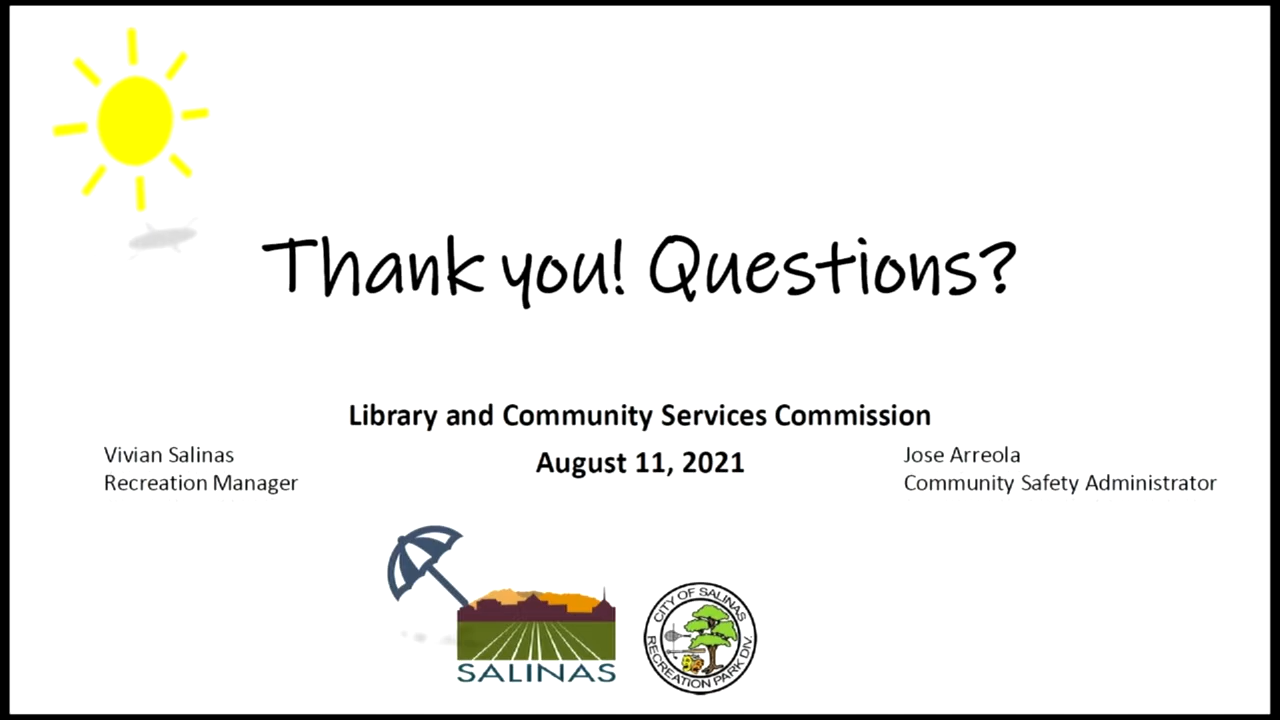 Thank you! Questions?
Library and Community Services Commission
August 11, 2021
Vivian Salinas
Recreation Manager
Jose Arreola
Community Safety Administrator
SALINAS
CITY OF SALINAS
RECREATION PARK DIV.